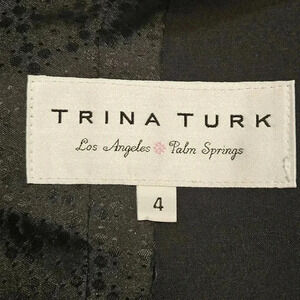 TRINA TURK
Los Angeles Palm Springs
4